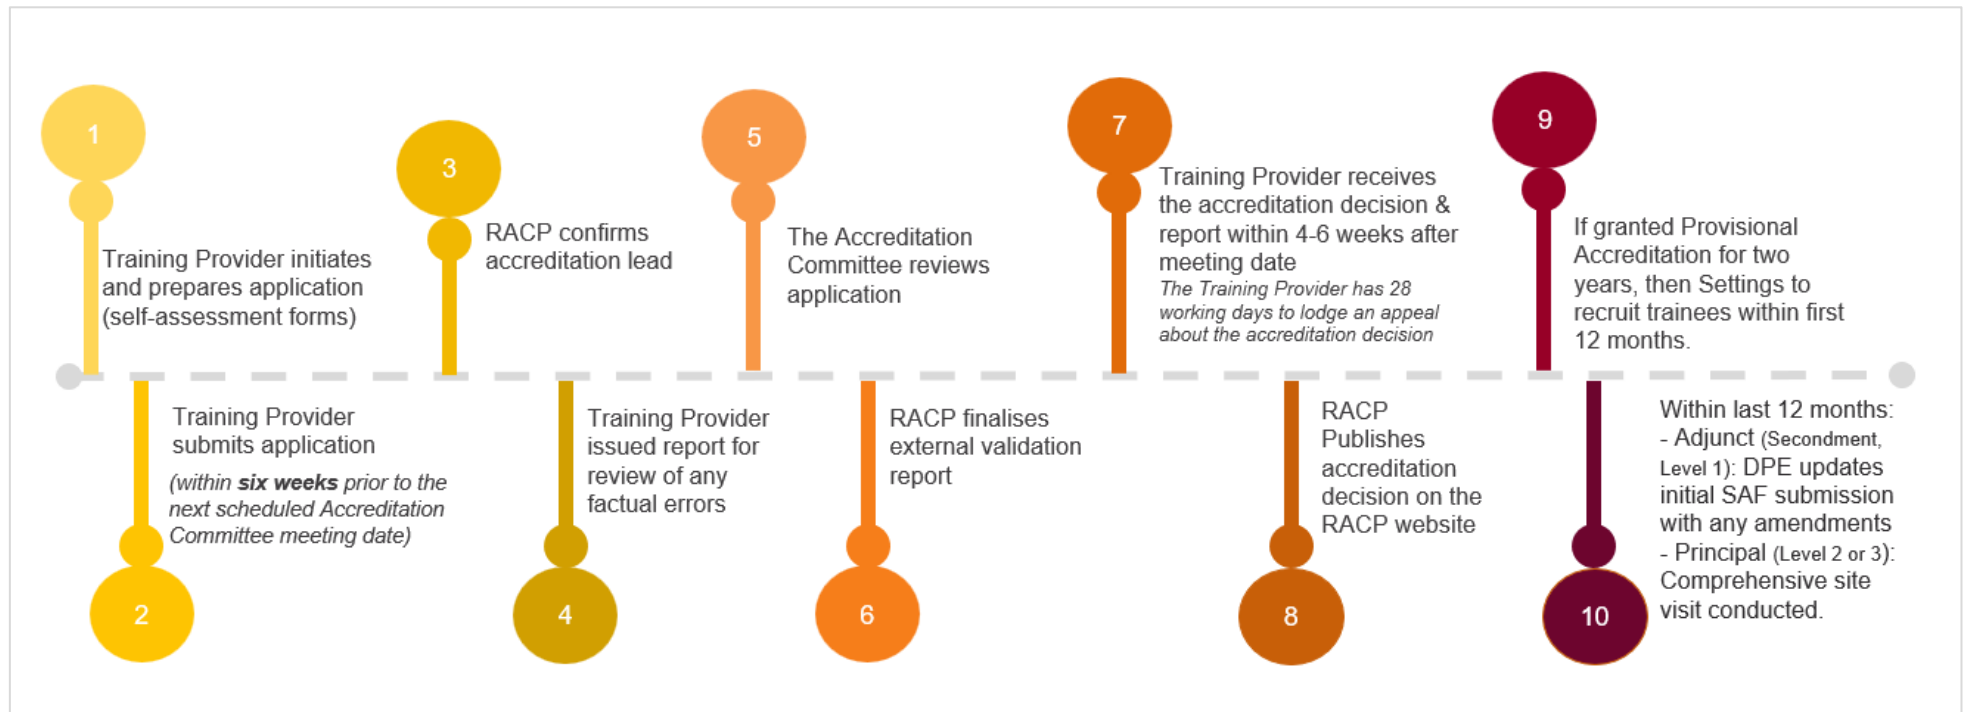 1
Training Provider initiates
and prepares application
(self-assessment forms)
2
Training Provider
submits application
(within six weeks prior to the
next scheduled Accreditation
Committee meeting date)
3
RACP confirms
accreditation lead
4
Training Provider
issued report for
review of any
factual errors
5
The Accreditation
Committee reviews
application
6
RACP finalises
external validation
report
7
Training Provider receives
the accreditation decision &
report within 4-6 weeks after
meeting date
The Training Provider has 28
working days to lodge an appeal
about the accreditation decision
8
RACP
Publishes
accreditation
decision on the
RACP website
9
If granted Provisional
Accreditation for two
years, then Settings to
recruit trainees within first
12 months.
10
Within last 12 months:
- Adjunct (Secondment,
Level 1): DPE updates
initial SAF submission
with any amendments
- Principal (Level 2 or 3):
Comprehensive site
visit conducted.